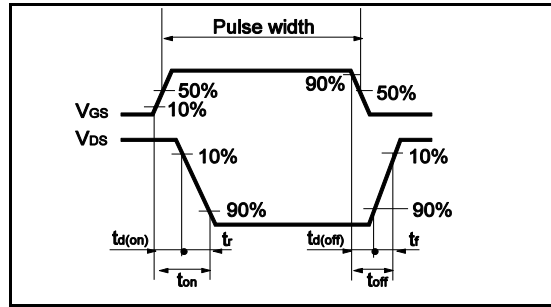 Pulse width
90%
50%
50%
10%
VGS
VDS
10%
10%
90%
90%
td(on)
tr
td(off)
tf
ton
toff